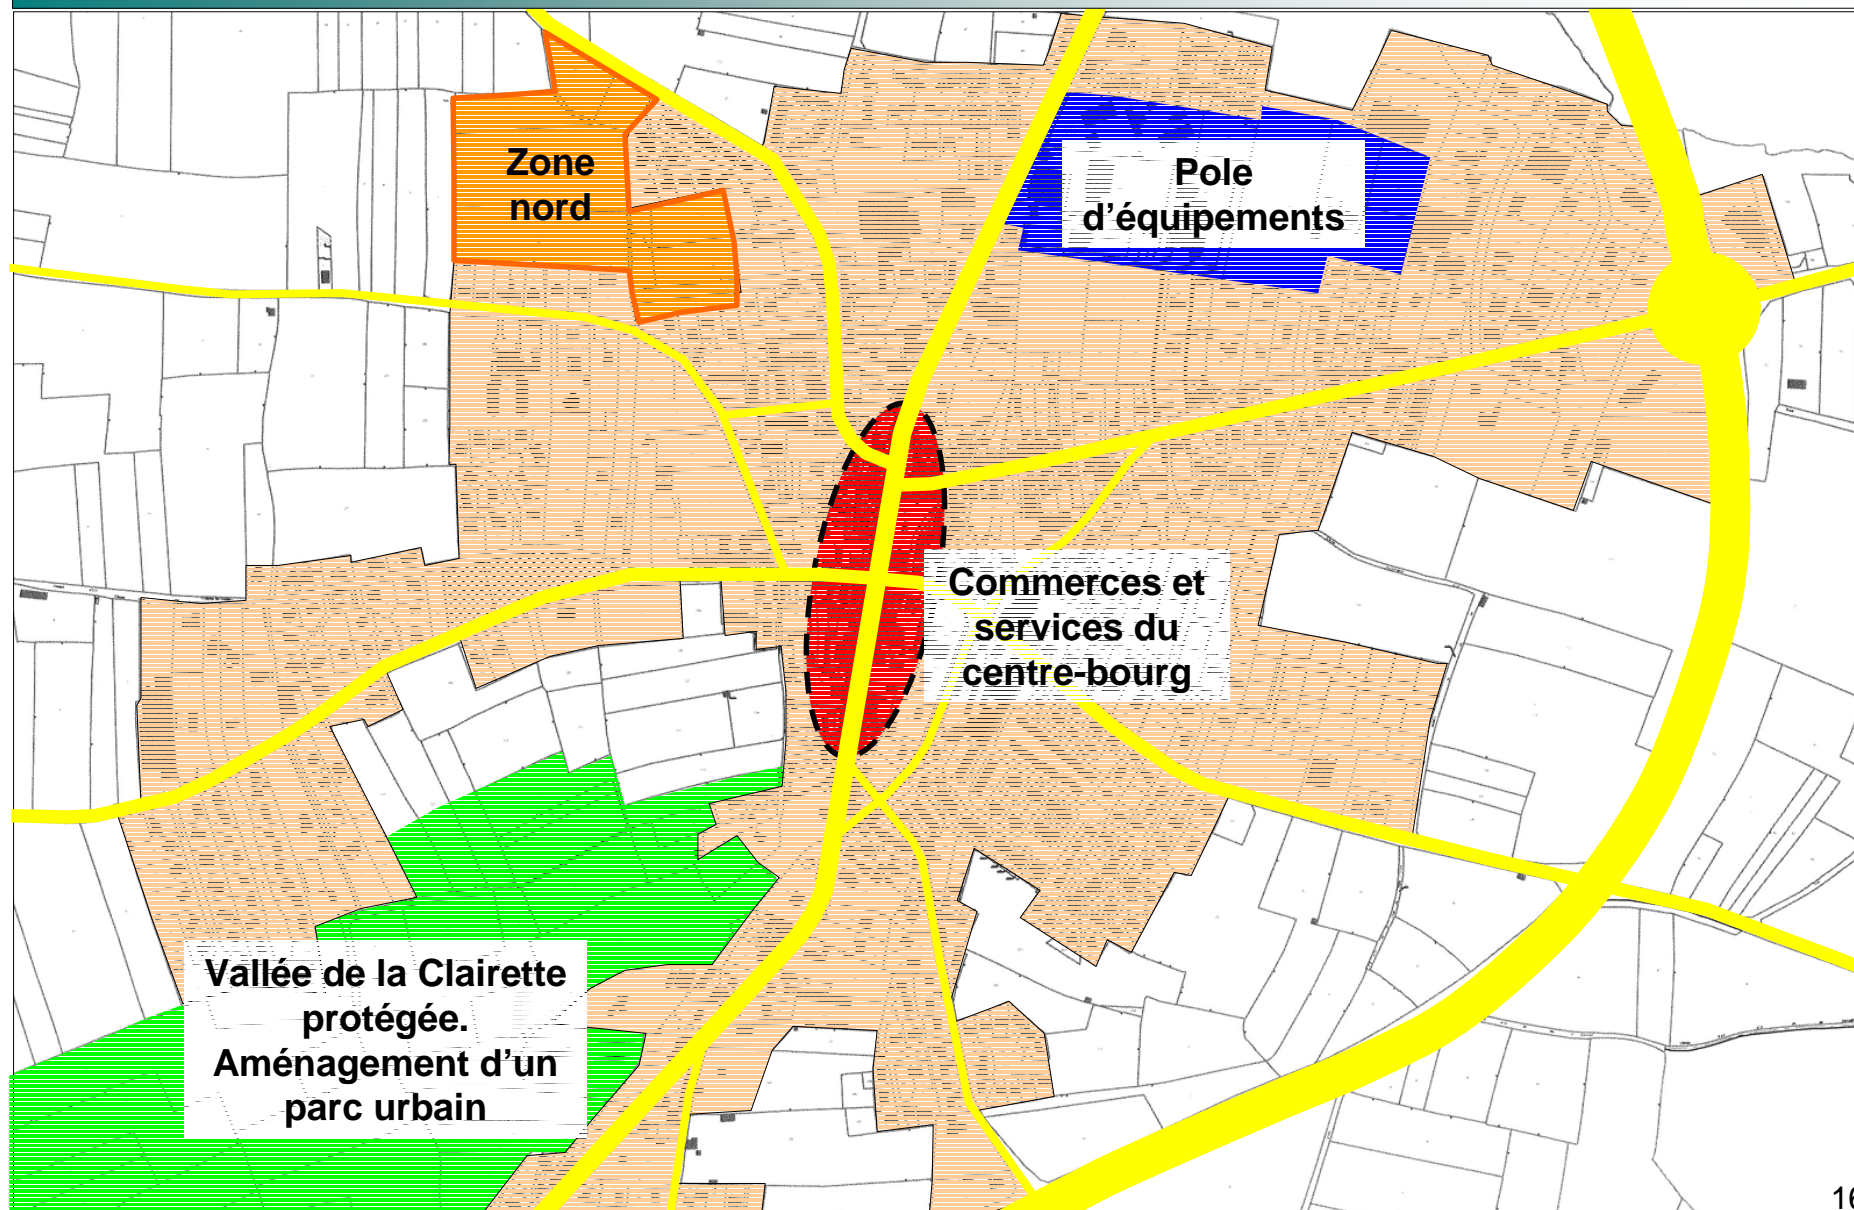 Zone
nord
Pole
d'équipements
Commerces et
services du
centre-bourg
Vallée de la Clairette
protégée.
Aménagement d'un
parc urbain
16